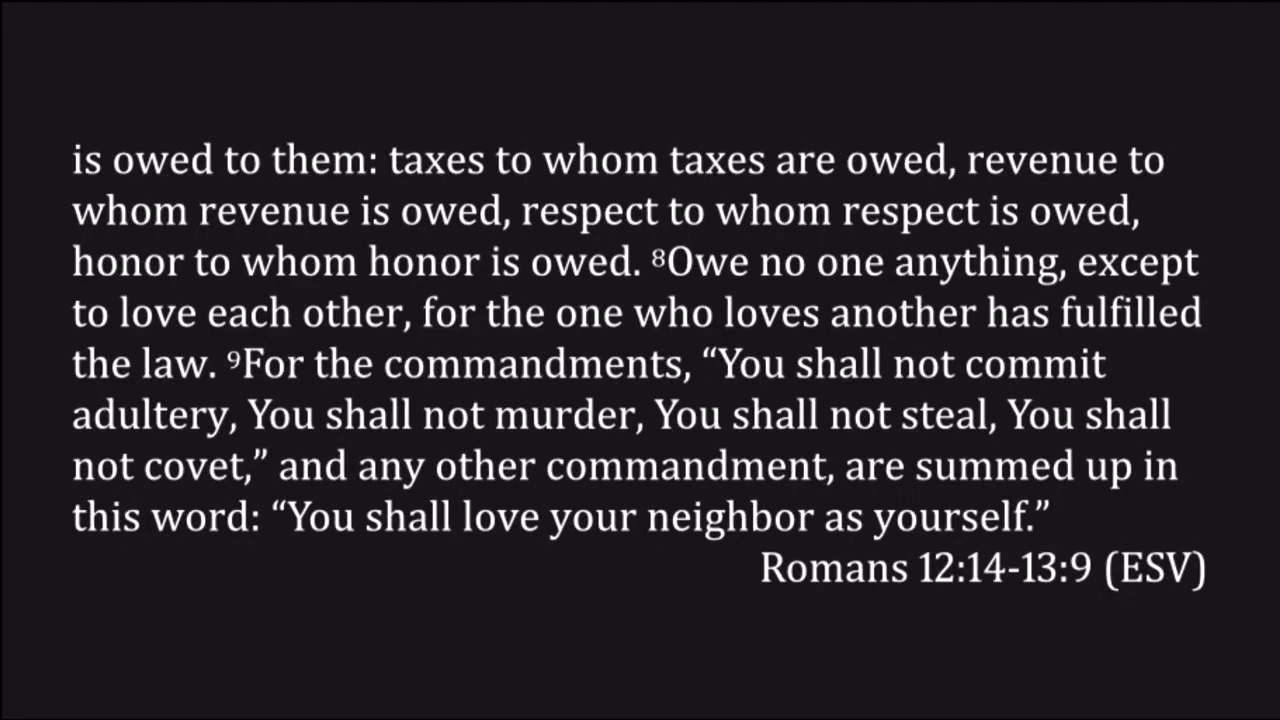 is owed to them: taxes to whom taxes are owed, revenue to
whom revenue is owed, respect to whom respect is owed,
honor to whom honor is owed. ⁸Owe no one anything, except
to love each other, for the one who loves another has fulfilled
the law. ⁹For the commandments, “You shall not commit
adultery, You shall not murder, You shall not steal, You shall
not covet,” and any other commandment, are summed up in
this word: “You shall love your neighbor as yourself.”
Romans 12:14-13:9 (ESV)